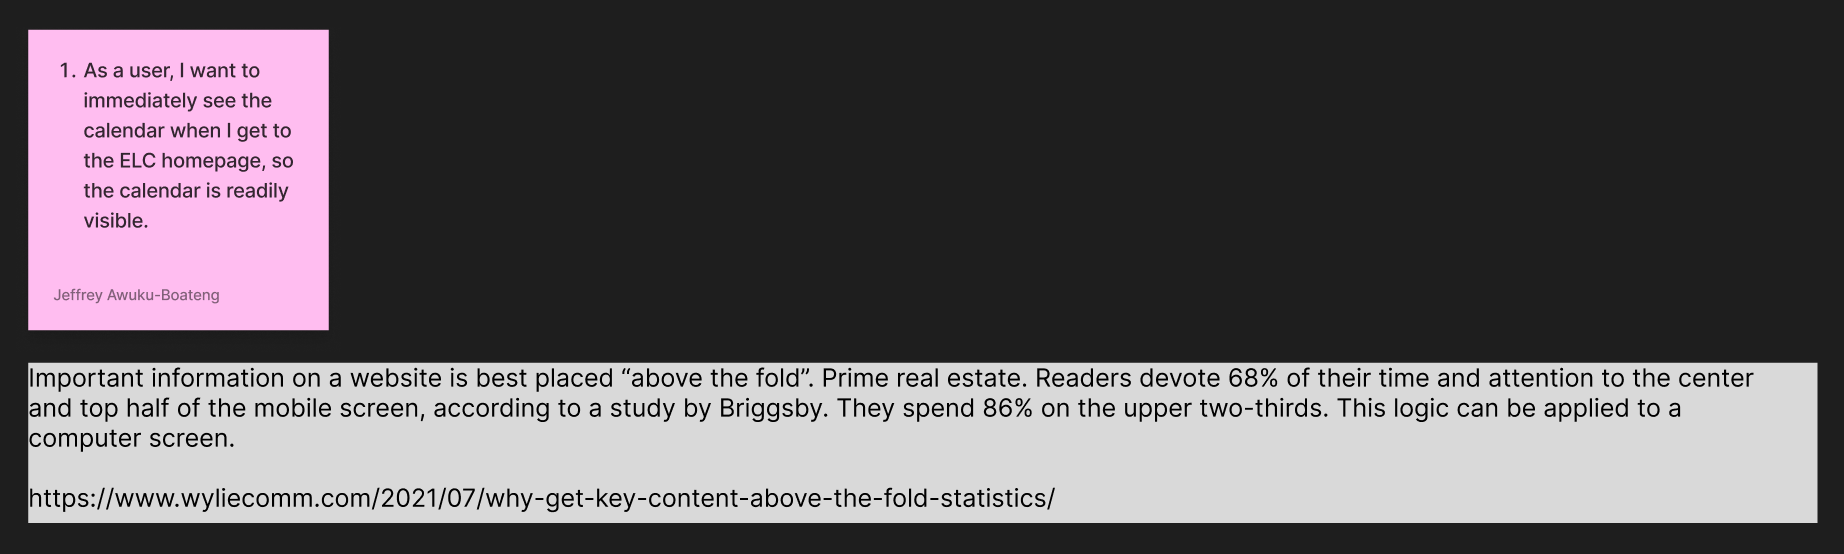 1. As a user, I want to
immediately see the
calendar when I get to
the ELC homepage, so
the calendar is readily
visible.
Jeffrey Awuku-Boateng
Important information on a website is best placed “above the fold”. Prime real estate. Readers devote 68% of their time and attention to the center
and top half of the mobile screen, according to a study by Briggsby. They spend 86% on the upper two-thirds. This logic can be applied to a
computer screen.
https://www.wyliecomm.com/2021/07/why-get-key-content-above-the-fold-statistics/